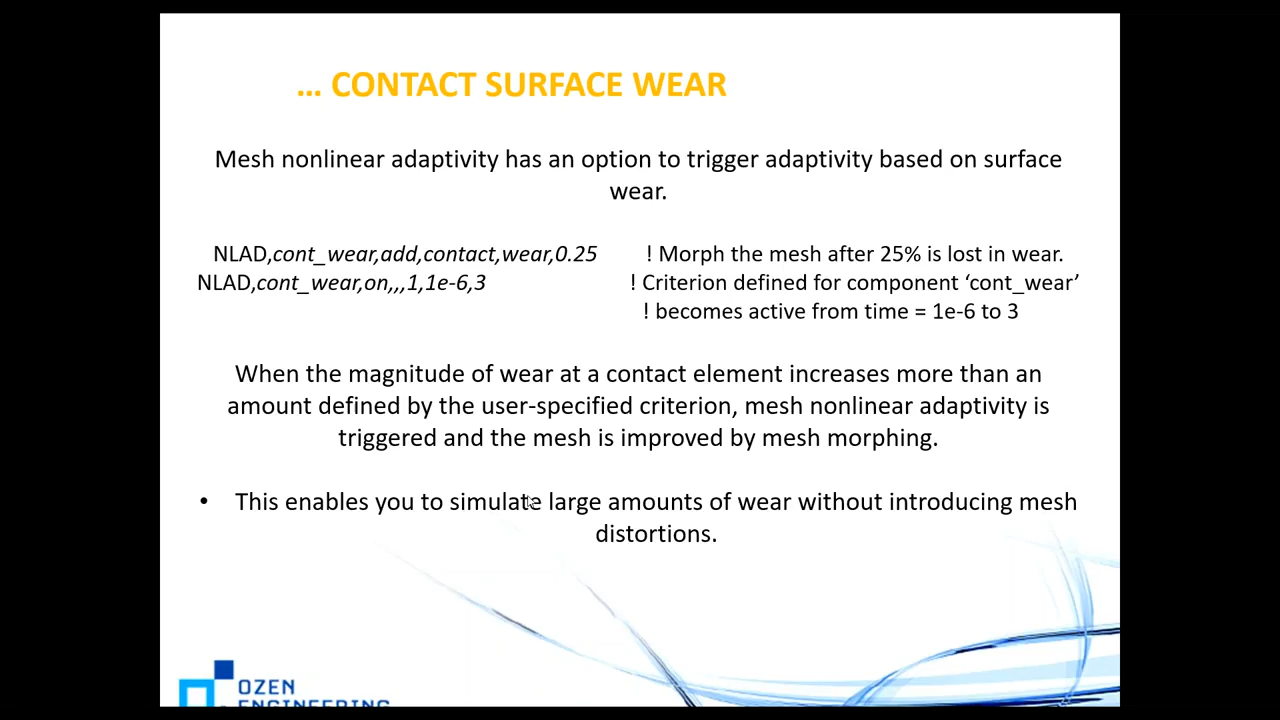 … CONTACT SURFACE WEAR
Mesh nonlinear adaptivity has an option to trigger adaptivity based on surface
wear.
NLAD,cont_wear,add,contact,wear,0.25 ! Morph the mesh after 25% is lost in wear.
NLAD,cont_wear,on,,,1,1e-6,3 ! Criterion defined for component ‘cont_wear’
! becomes active from time = 1e-6 to 3
When the magnitude of wear at a contact element increases more than an
amount defined by the user-specified criterion, mesh nonlinear adaptivity is
triggered and the mesh is improved by mesh morphing.
• This enables you to simulate large amounts of wear without introducing mesh
distortions.
OZEN
ENGINEERING